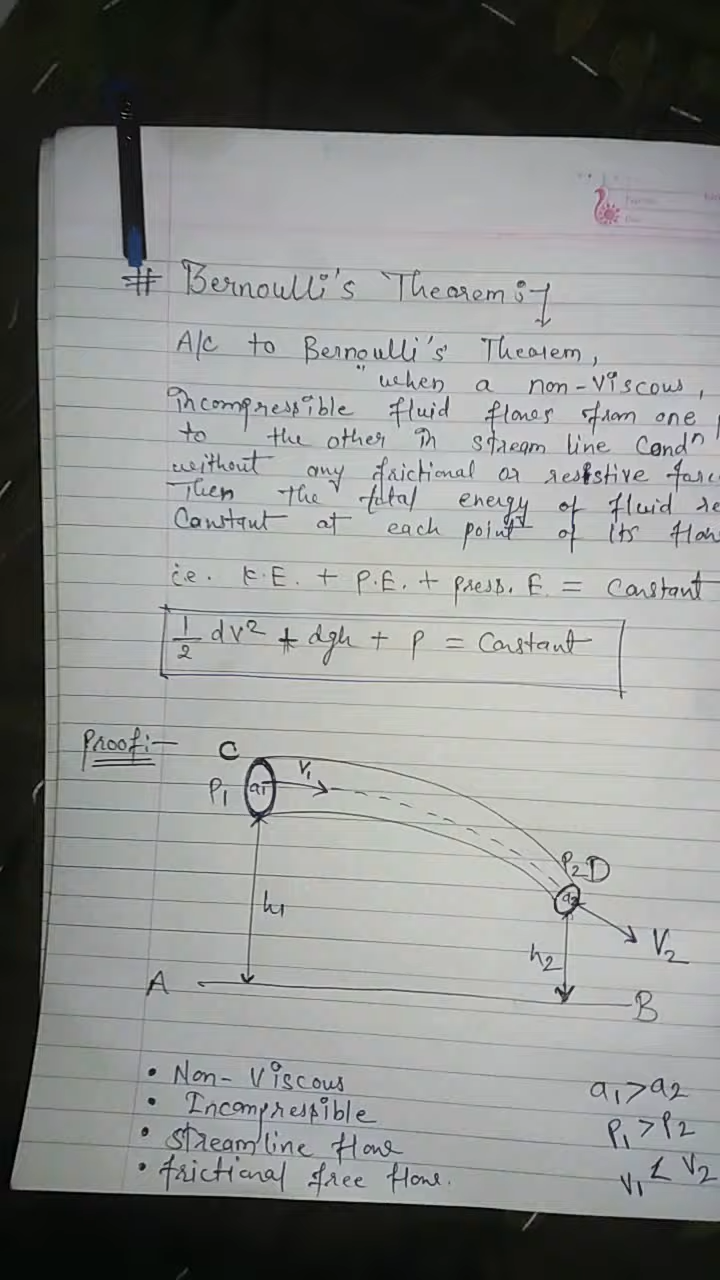 # Bernoulli's Theorem :-
A/c to Bernoulli's Theorem,
"when a non-viscous,
incompressible fluid flows from one
to the other in stream line Condⁿ
without any frictional or resistive forc
Then the total energy of fluid re
Constant at each point of its flow
i.e. K.E. + P.E. + press. E. = Constant
1/2 dv² + dgh + P = Constant
Proof:-
C
P₁ a₁ V₁
P₂ D
a₂
h₁
V₂
h₂
A
B
• Non-Viscous
a₁ > a₂
• Incompressible
P₁ > P₂
• streamline flow
V₁ < V₂
• frictional free flow.